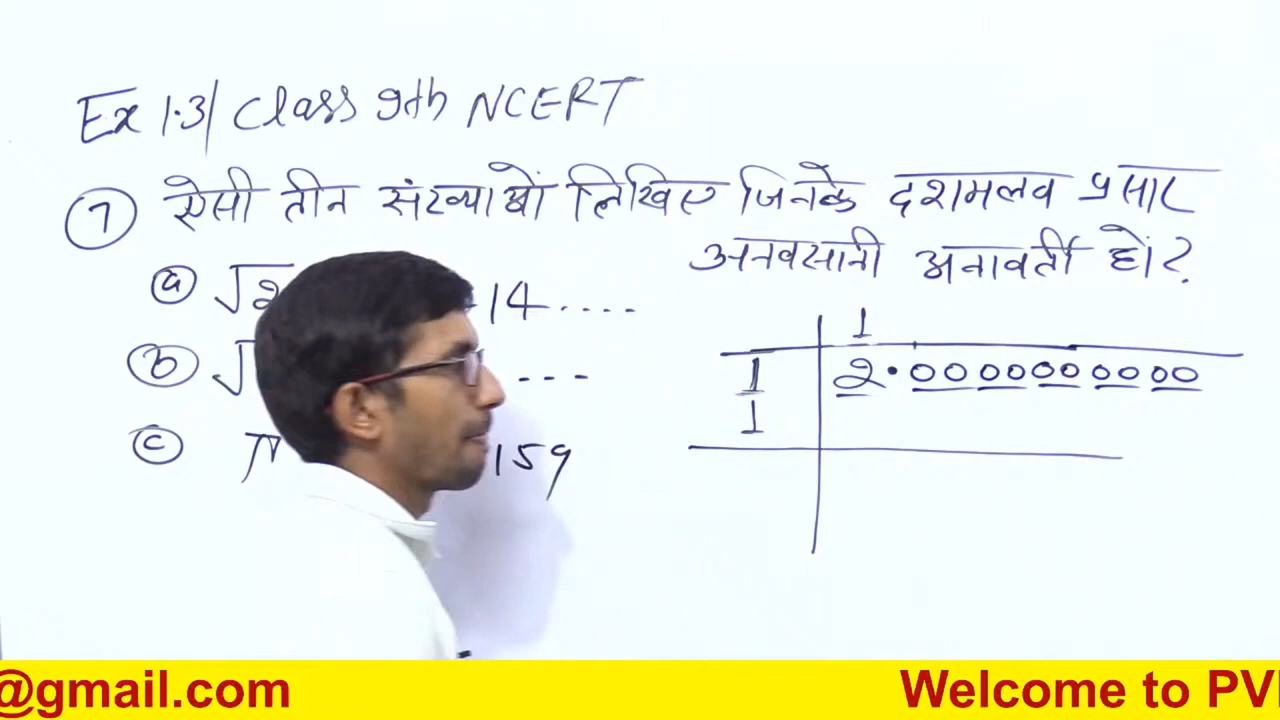 Ex 1.3/ Class 9th NCERT
7 ऐसी तीन संख्याओं लिखिए जिनके दशमलव प्रसार
अनवसानी अनावर्ती हों?
a √2 14.....
b √ ---
c 159
1
1 2.0000000000
1
@gmail.com Welcome to PV